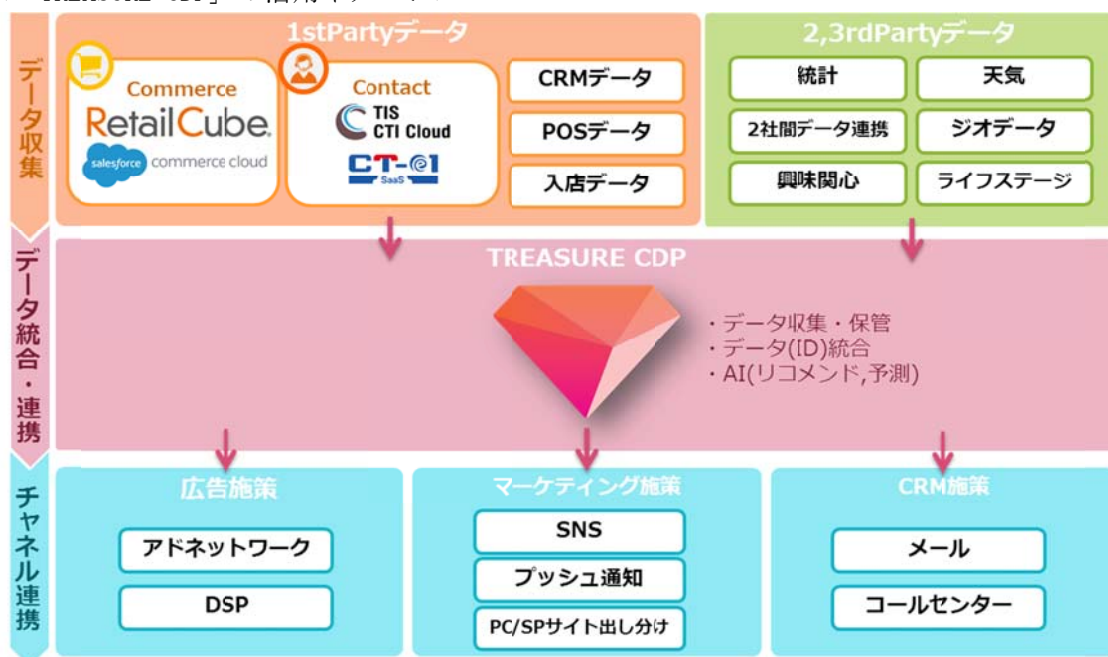 データ収集
1stPartyデータ
Commerce
RetailCube
salesforce commerce cloud
Contact
TIS
CTI Cloud
CT-e1
SaaS
CRMデータ
POSデータ
入店データ
2,3rdPartyデータ
統計
天気
2社間データ連携
ジオデータ
興味関心
ライフステージ
データ統合・連携
TREASURE CDP
・データ収集・保管
・データ(ID)統合
・AI(リコメンド,予測)
チャネル連携
広告施策
アドネットワーク
DSP
マーケティング施策
SNS
プッシュ通知
PC/SPサイト出し分け
CRM施策
メール
コールセンター